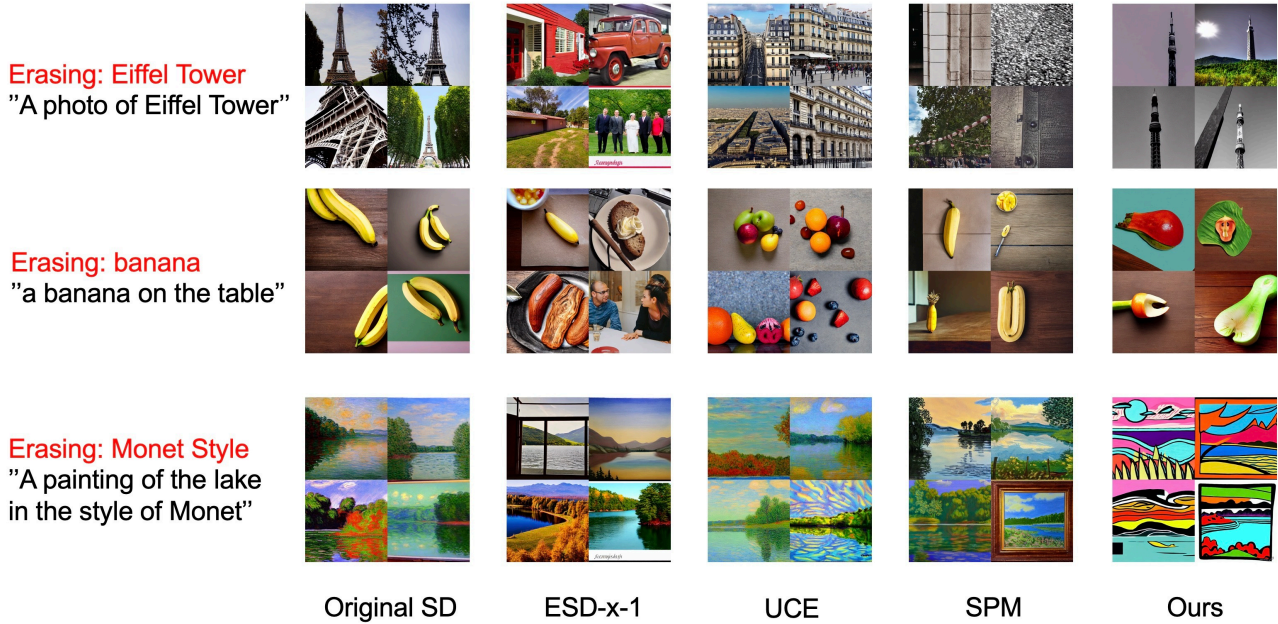 Erasing: Eiffel Tower
”A photo of Eiffel Tower”
Erasing: banana
”a banana on the table”
Erasing: Monet Style
”A painting of the lake
in the style of Monet”
Original SD
ESD-x-1
UCE
SPM
Ours